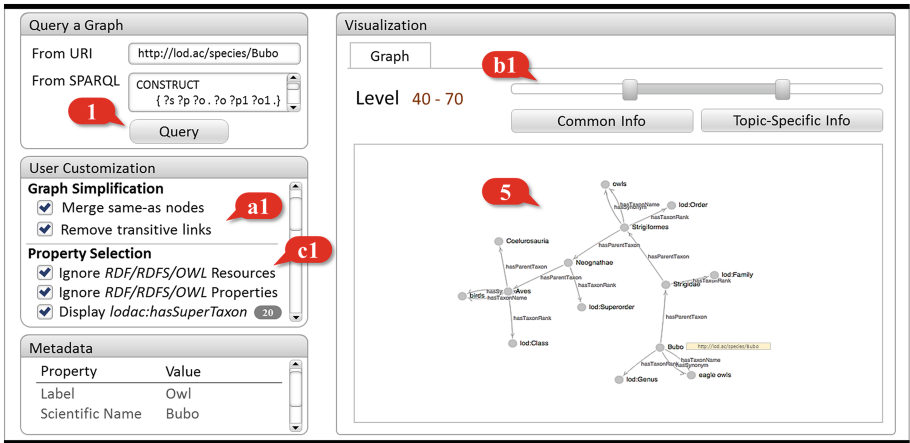 Query a Graph
From URI
http://lod.ac/species/Bubo
From SPARQL
CONSTRUCT
{ ?s ?p ?o . ?o ?p1 ?o1 .}
1
Query
User Customization
Graph Simplification
Merge same-as nodes
a1
Remove transitive links
Property Selection
c1
Ignore RDF/RDFS/OWL Resources
Ignore RDF/RDFS/OWL Properties
Display lodac:hasSuperTaxon 20
Metadata
Property Value
Label Owl
Scientific Name Bubo
Visualization
Graph
b1
Level 40 - 70
Common Info
Topic-Specific Info
5
owls
hasTaxonName
hasSynonym
lod:Order
hasTaxonRank
Strigiformes
Coelurosauria
hasParentTaxon
hasParentTaxon
Neognathae
hasParentTaxon
hasParentTaxon
lod:Family
hasTaxonRank
Strigidae
birds
Aves
hasTaxonName
hasTaxonRank
lod:Superorder
hasTaxonRank
hasParentTaxon
lod:Class
Bubo
http://lod.ac/species/Bubo
hasTaxonRank
hasTaxonName
hasSynonym
lod:Genus
eagle owls